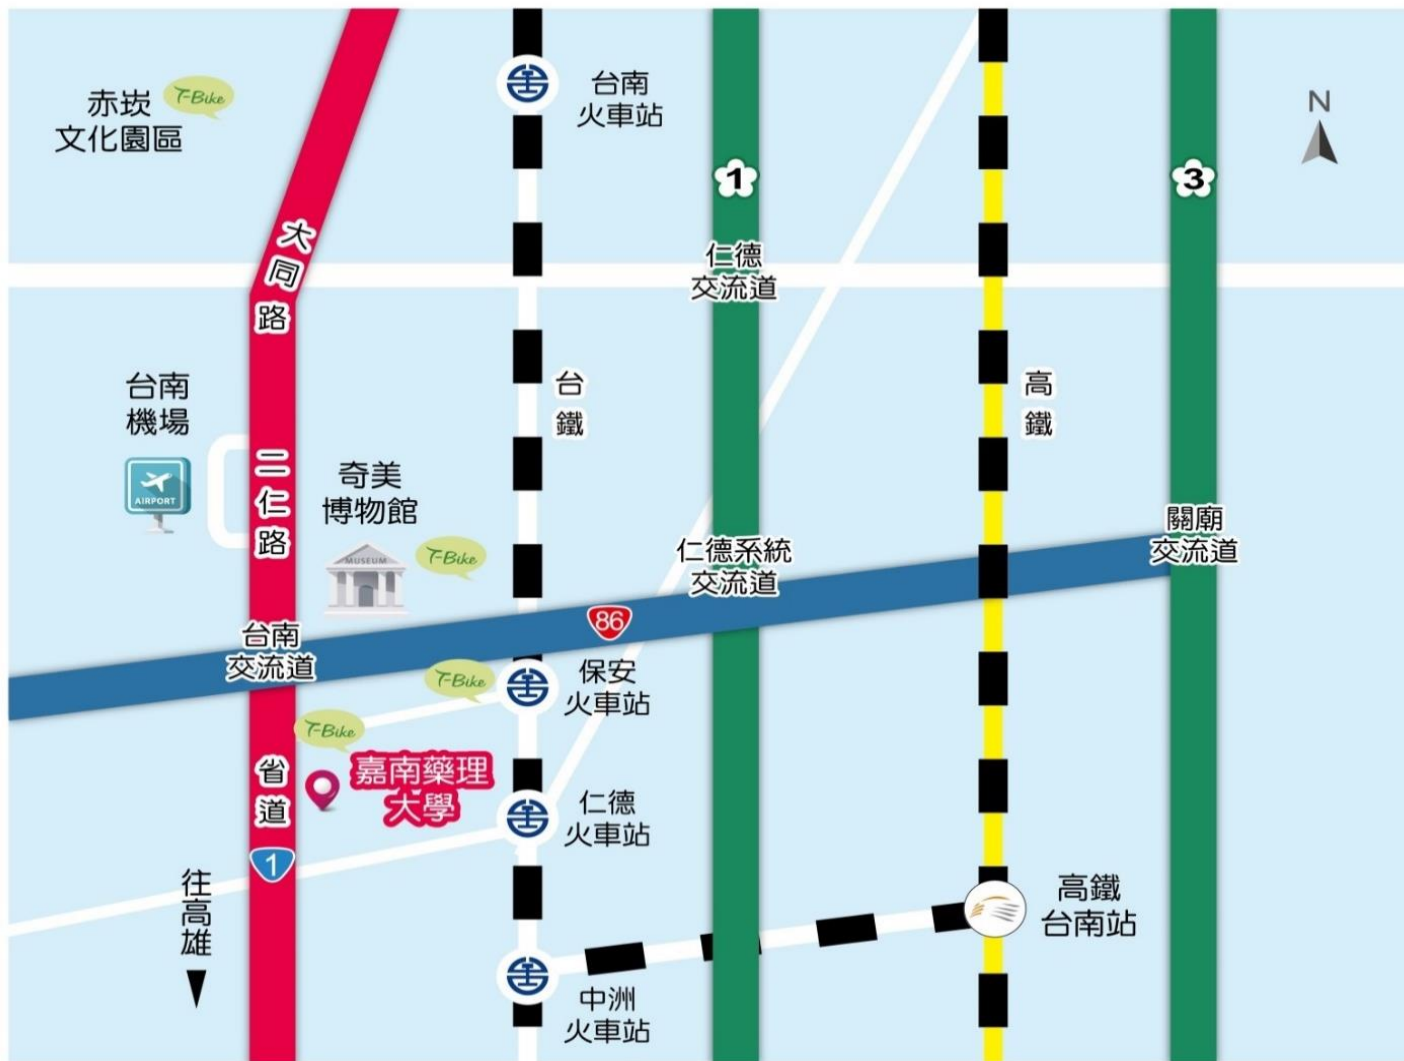 赤崁
文化園區
T-Bike
台南
火車站
N
1
3
大同路
仁德
交流道
台鐵
高鐵
台南
機場
AIRPORT
二仁路
奇美
博物館
MUSEUM
T-Bike
仁德系統
交流道
關廟
交流道
86
台南
交流道
T-Bike
保安
火車站
T-Bike
省道
嘉南藥理
大學
仁德
火車站
1
往高雄
高鐵
台南站
中洲
火車站